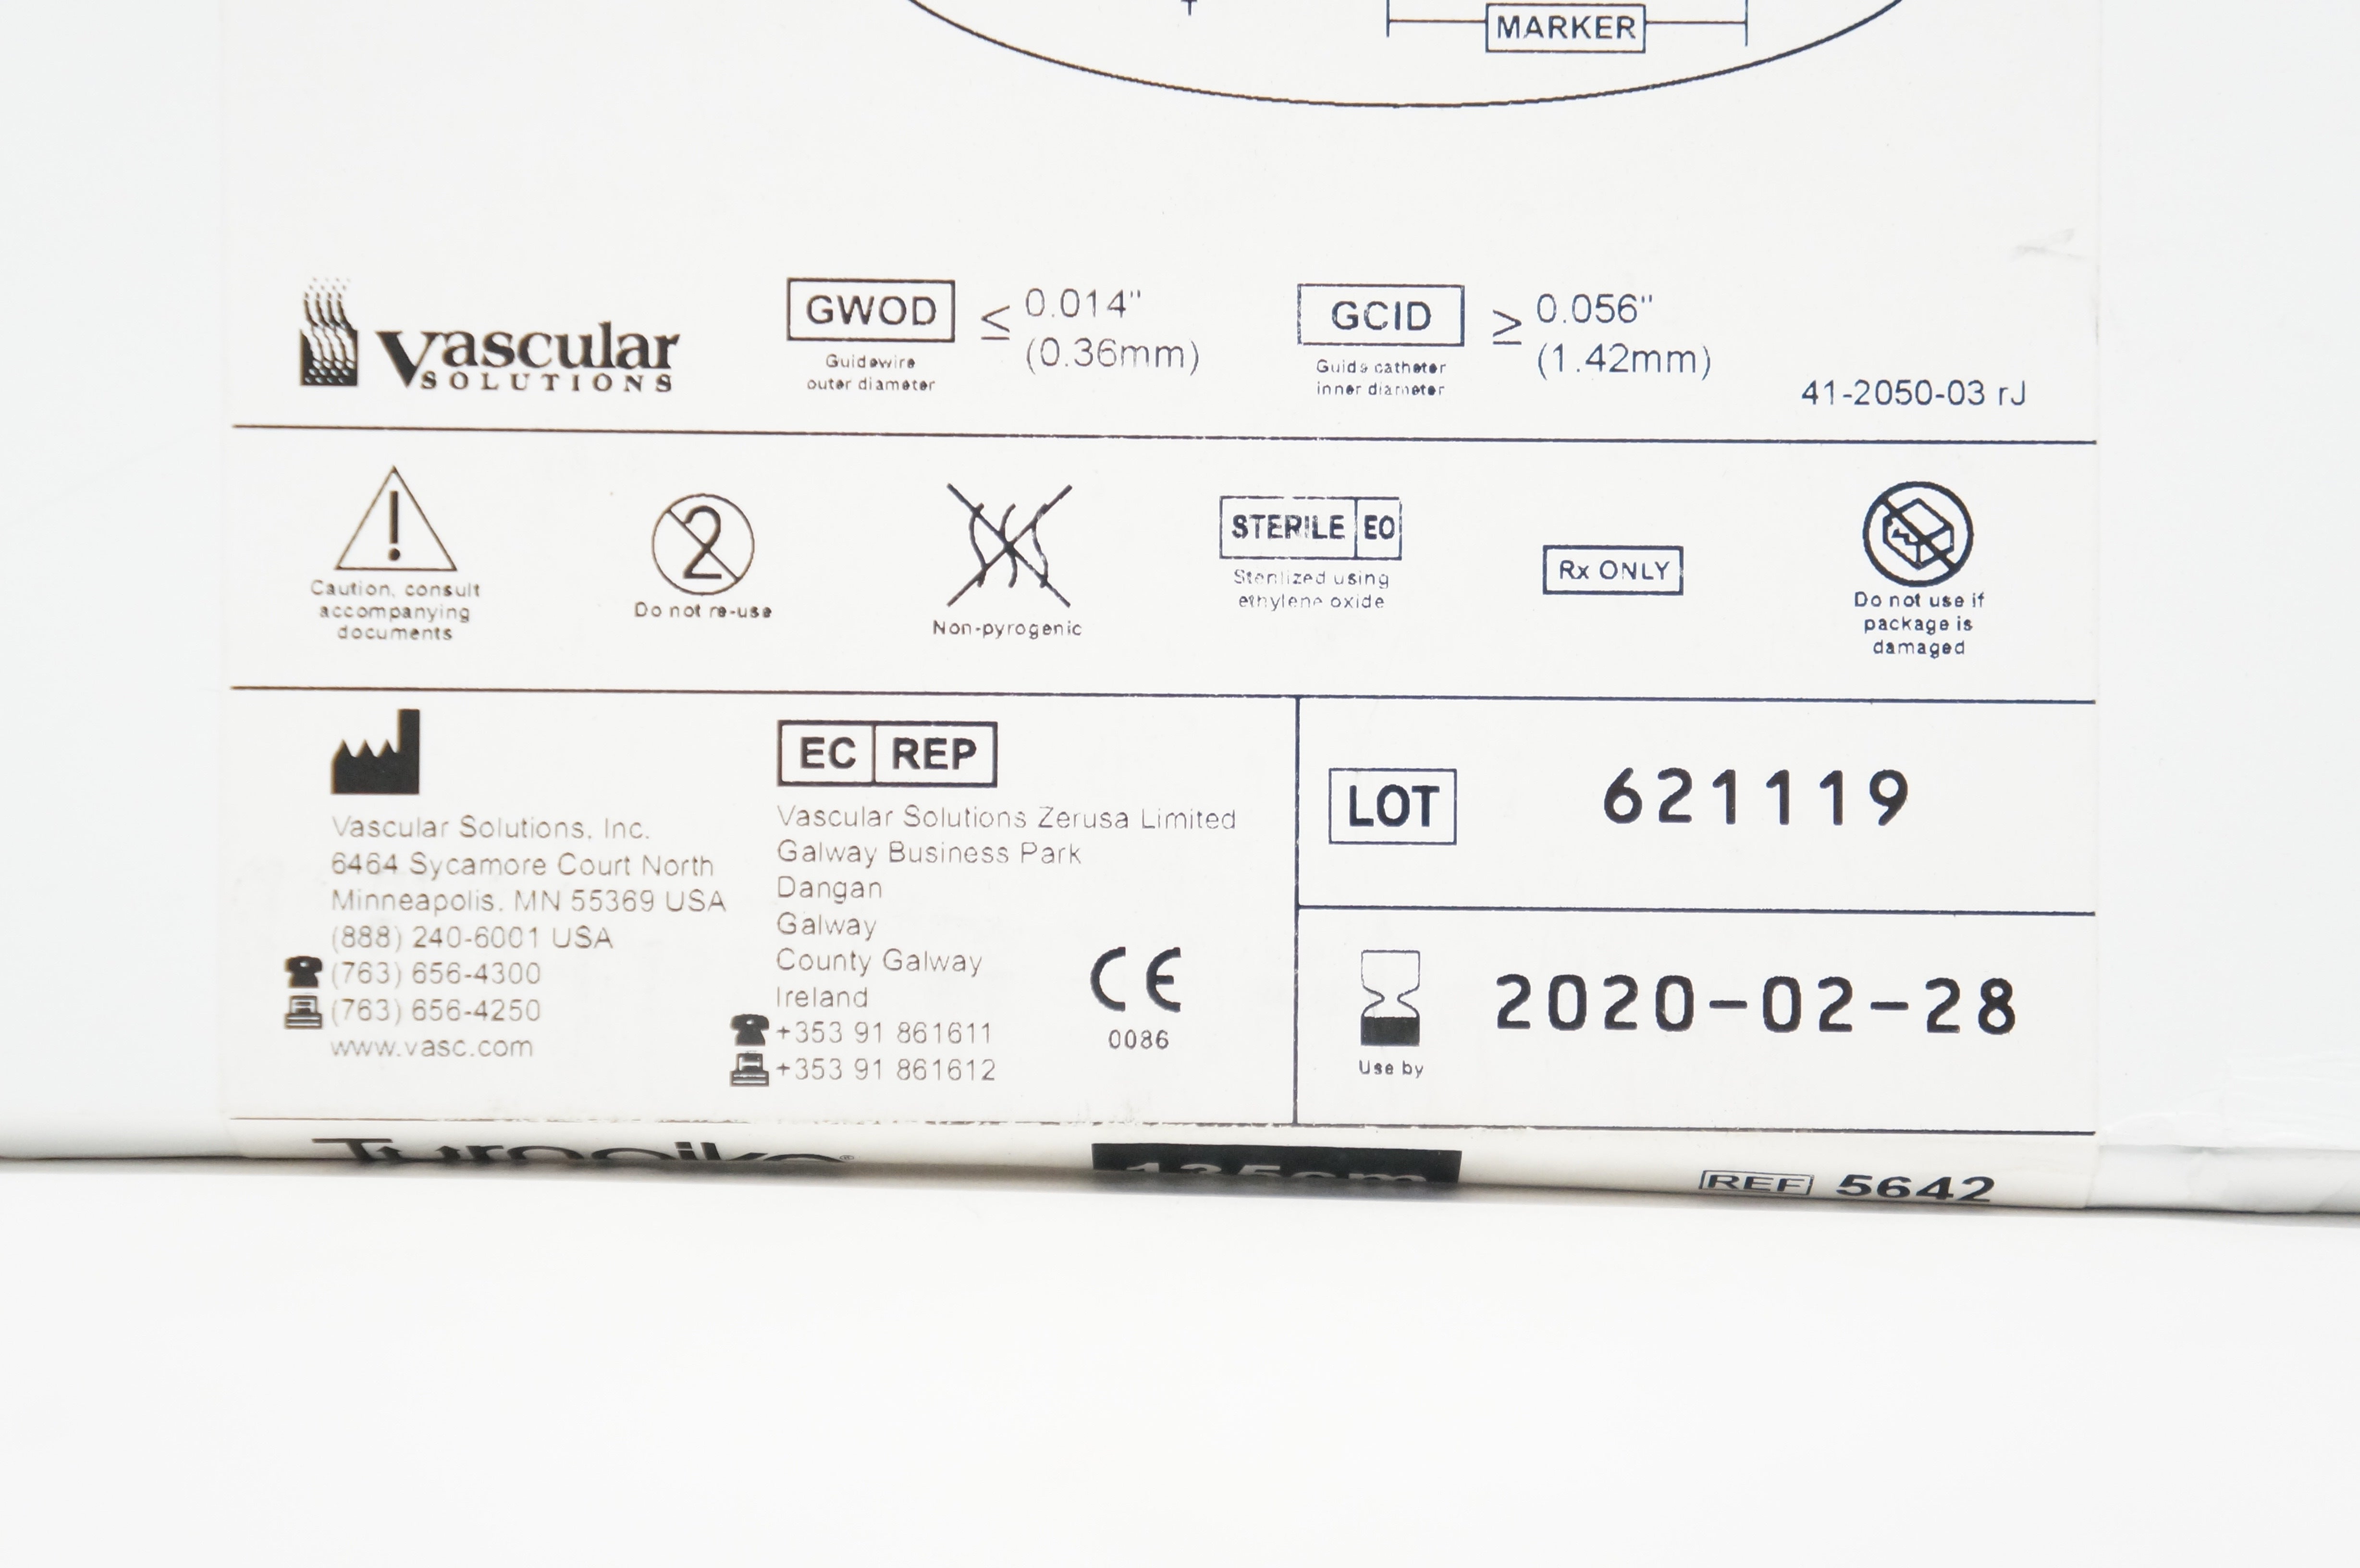 MARKER
Vascular
SOLUTIONS
GWOD
Guidewire
outer diameter
≤ 0.014"
(0.36mm)
GCID
Guide catheter
inner diameter
≥ 0.056"
(1.42mm)
41-2050-03 rJ
Caution, consult
accompanying
documents
2
Do not re-use
Non-pyrogenic
STERILE EO
Sterilized using
ethylene oxide
Rx ONLY
Do not use if
package is
damaged
Vascular Solutions, Inc.
6464 Sycamore Court North
Minneapolis, MN 55369 USA
(888) 240-6001 USA
(763) 656-4300
(763) 656-4250
www.vasc.com
EC REP
Vascular Solutions Zerusa Limited
Galway Business Park
Dangan
Galway
County Galway
Ireland
+353 91 861611
+353 91 861612
CE
0086
LOT 621119
2020-02-28
Use by
Turnpike®
135cm
REF 5642